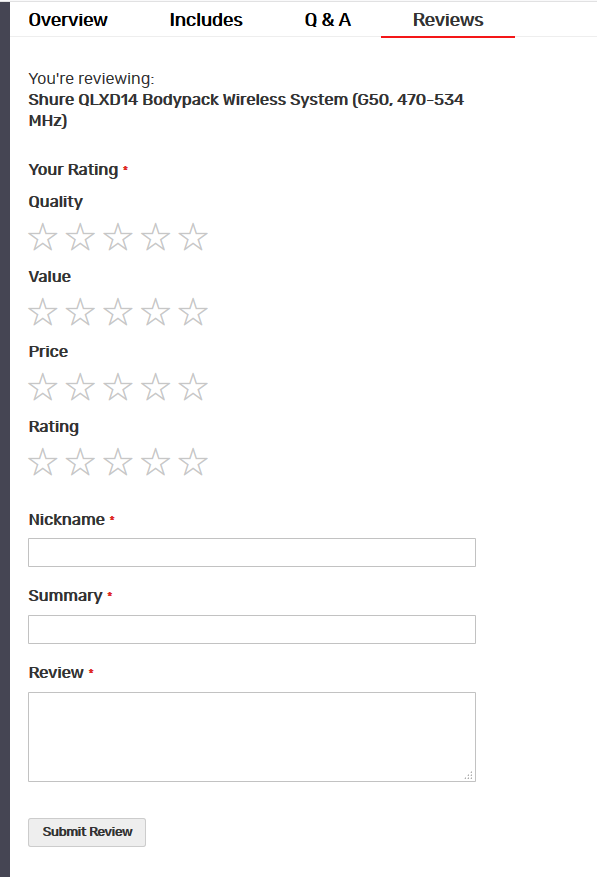 Overview Includes Q & A Reviews
You're reviewing:
Shure QLXD14 Bodypack Wireless System (G50, 470-534
MHz)
Your Rating *
Quality
Value
Price
Rating
Nickname *
Summary *
Review *
Submit Review